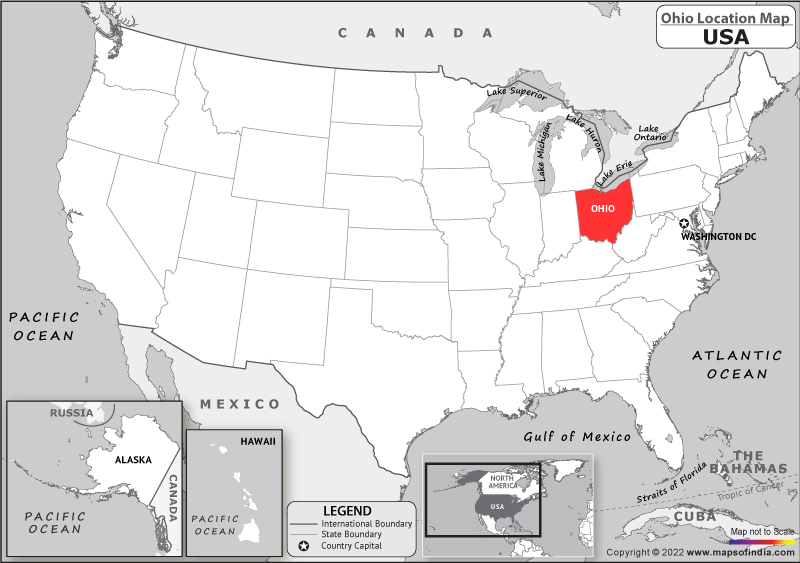 Ohio Location Map
USA
CANADA
Lake Superior
Lake Michigan
Lake Huron
Lake
Ontario
Lake Erie
OHIO
WASHINGTON DC
PACIFIC
OCEAN
ATLANTIC
OCEAN
MEXICO
Gulf of Mexico
RUSSIA
ALASKA
CANADA
PACIFIC
OCEAN
HAWAII
PACIFIC
OCEAN
LEGEND
International Boundary
State Boundary
Country Capital
NORTH
AMERICA
USA
THE
BAHAMAS
Straits of Florida
Tropic of Cancer
CUBA
Map not to Scale
Copyright © 2022 www.mapsofindia.com